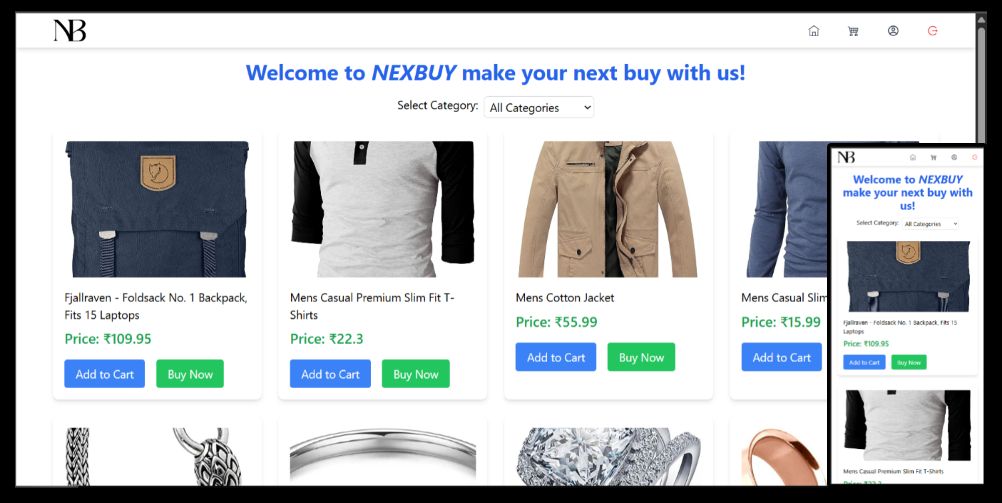 NB
Welcome to NEXBUY make your next buy with us!
Select Category: All Categories
Fjallraven - Foldsack No. 1 Backpack,
Fits 15 Laptops
Price: ₹109.95
Add to Cart Buy Now
Mens Casual Premium Slim Fit T-
Shirts
Price: ₹22.3
Add to Cart Buy Now
Mens Cotton Jacket
Price: ₹55.99
Add to Cart Buy Now
Mens Casual Slim
Price: ₹15.99
Add to Cart
NB
Welcome to NEXBUY
make your next buy with
us!
Select Category: All Categories
Fjallraven - Foldsack No. 1 Backpack, Fits 15
Laptops
Price: ₹109.95
Add to Cart Buy Now
Mens Casual Premium Slim Fit T-Shirts
Price: ₹22.3